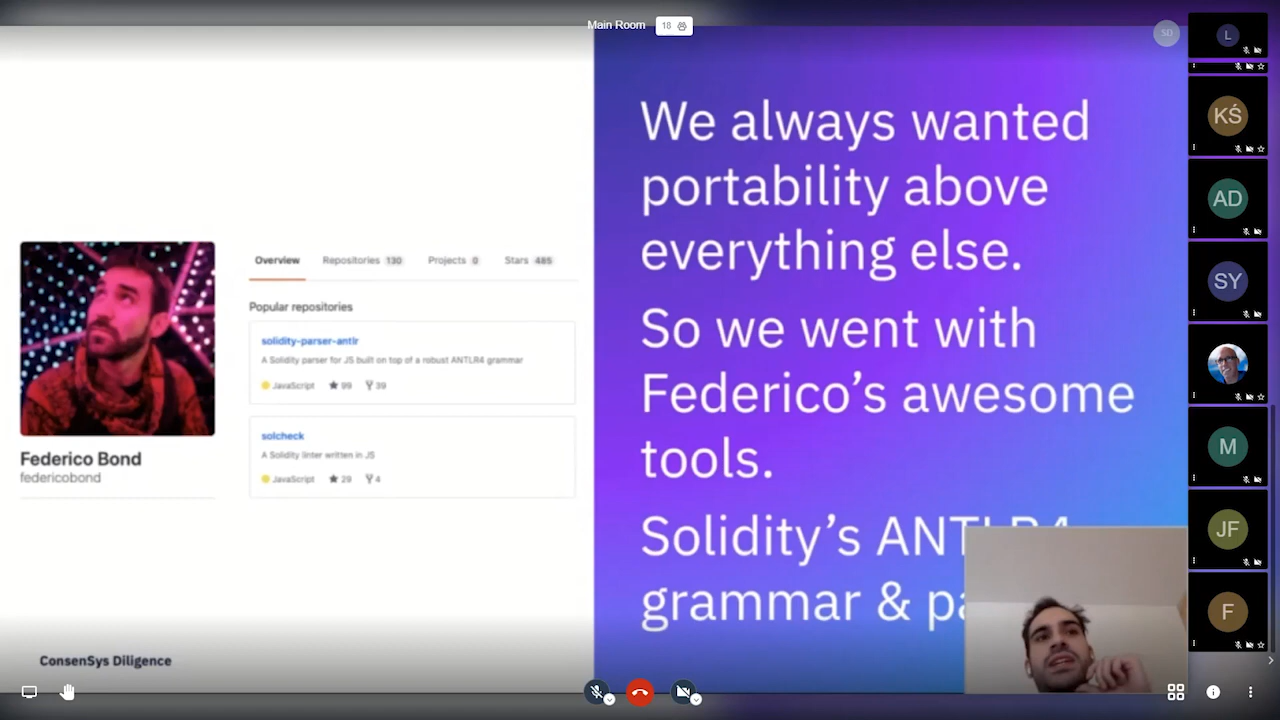 Main Room 18
SD
L
KŚ
AD
SY
M
JF
F
We always wanted
portability above
everything else.
So we went with
Federico’s awesome
tools.
Solidity’s
grammar &
Overview Repositories 130 Projects 0 Stars 485
Popular repositories
solidity-parser-antlr
A Solidity parser for JS built on top of a robust ANTLR4 grammar
JavaScript 99 39
solcheck
A Solidity linter written in JS
JavaScript 29 4
Federico Bond
federicobond
ConsenSys Diligence